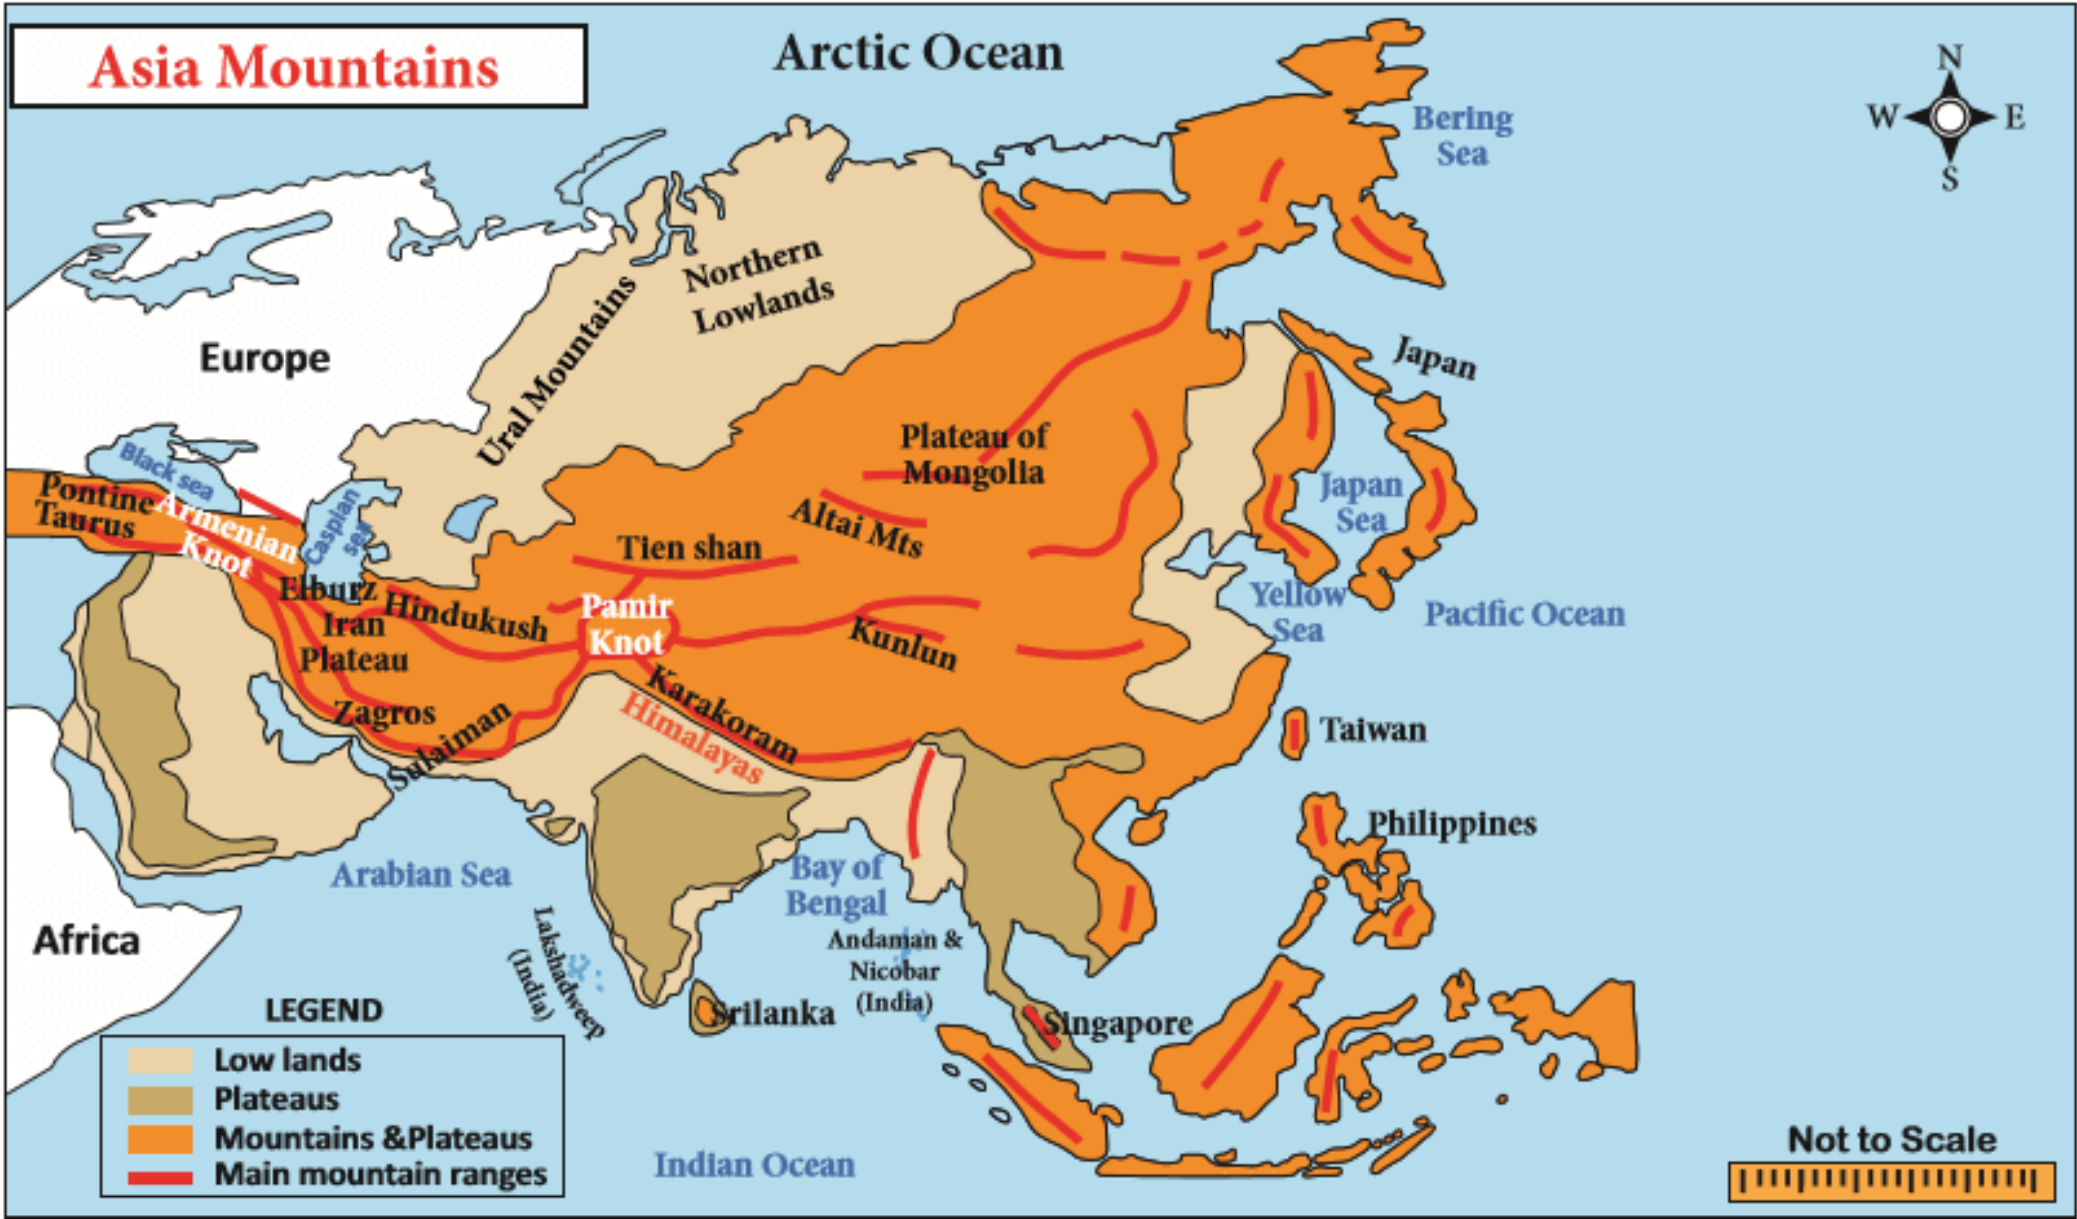 Asia Mountains
Arctic Ocean
N
W
E
S
Bering
Sea
Northern
Lowlands
Ural Mountains
Europe
Japan
Black sea
Caspian
sea
Plateau of
Mongolia
Japan
Sea
Pontine
Taurus
Armenian
Knot
Altai Mts
Tien shan
Elburz
Hindukush
Pamir
Knot
Iran
Plateau
Kunlun
Yellow
Sea
Pacific Ocean
Zagros
Sulaiman
Karakoram
Himalayas
Taiwan
Philippines
Arabian Sea
Bay of
Bengal
Africa
Lakshadweep
(India)
Andaman &
Nicobar
(India)
Srilanka
Singapore
LEGEND
Low lands
Plateaus
Mountains &Plateaus
Main mountain ranges
Indian Ocean
Not to Scale